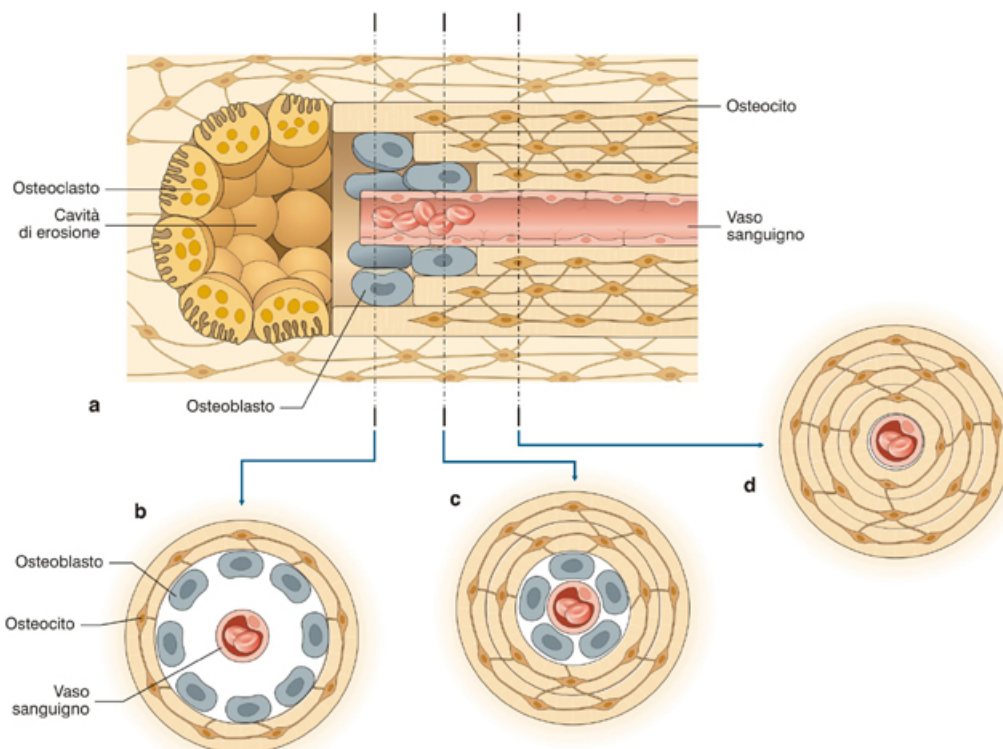 Osteocito
Osteoclasto
Cavità
di erosione
Vaso
sanguigno
a
Osteoblasto
b
c
d
Osteoblasto
Osteocito
Vaso
sanguigno